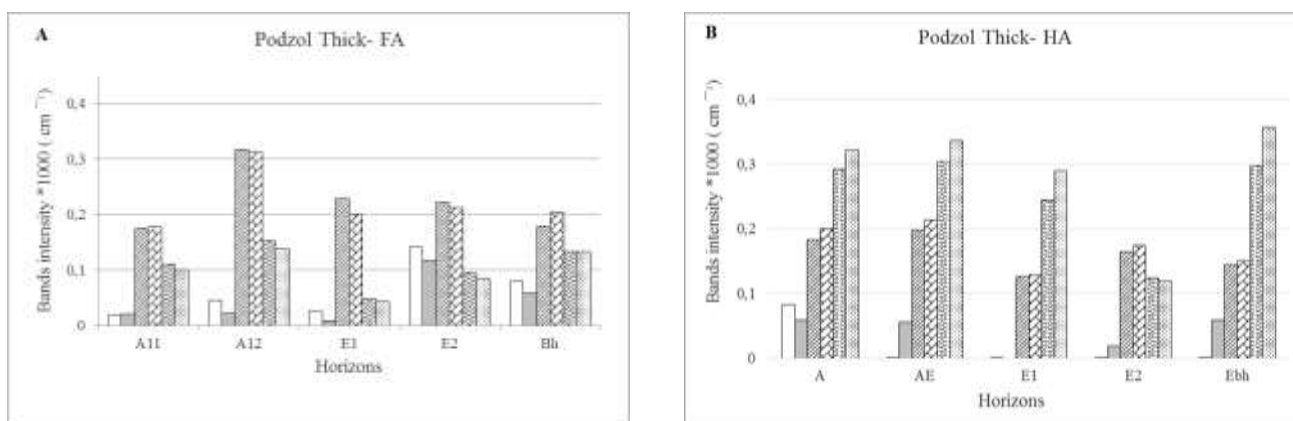 A
Podzol Thick- FA
Bands intensity *1000 ( cm⁻¹)
0,4
0,3
0,2
0,1
0
A11 A12 E1 E2 Bh
Horizons
B
Podzol Thick- HA
Bands intensity *1000 ( cm⁻¹)
0,4
0,3
0,2
0,1
0
A AE E1 E2 Ebh
Horizons